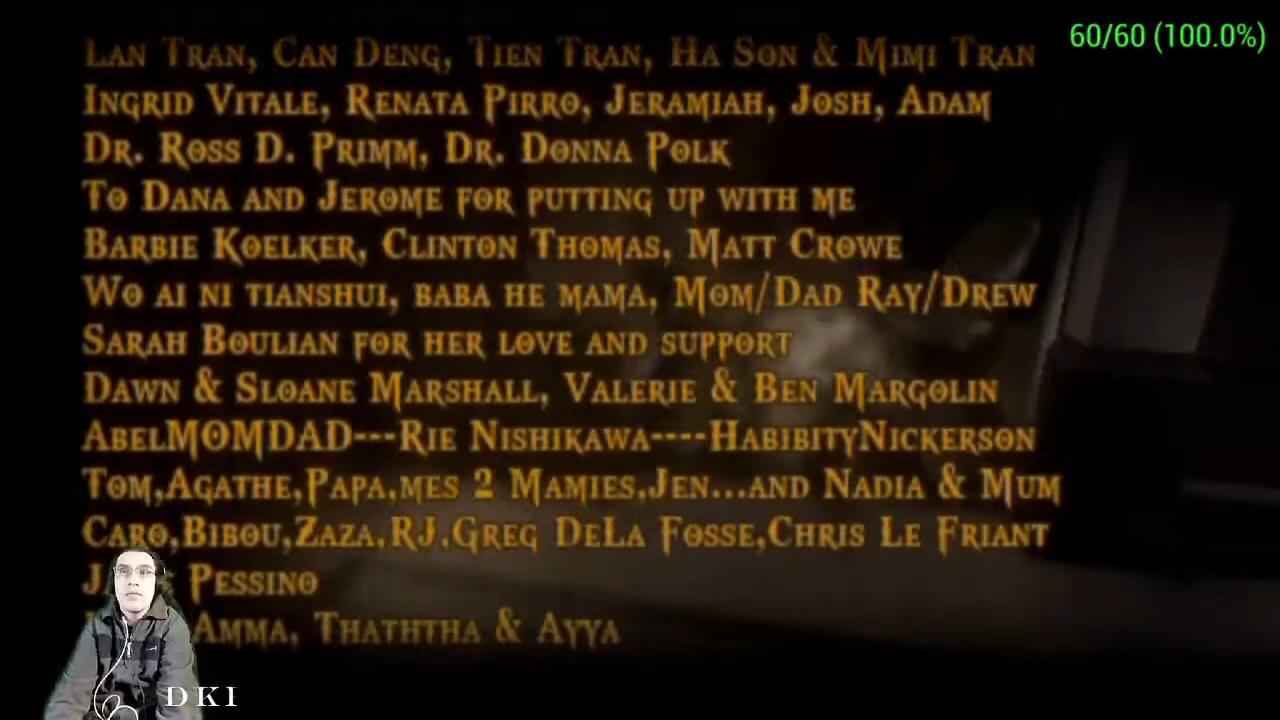 60/60 (100.0%)
Lan Tran, Can Deng, Tien Tran, Ha Son & Mimi Tran
Ingrid Vitale, Renata Pirro, Jeramiah, Josh, Adam
Dr. Ross D. Primm, Dr. Donna Polk
To Dana and Jerome for putting up with me
Barbie Koelker, Clinton Thomas, Matt Crowe
Wo ai ni tianshui, baba he mama, Mom/Dad Ray/Drew
Sarah Boulian for her love and support
Dawn & Sloane Marshall, Valerie & Ben Margolin
AbelMOMDAD---Rie Nishikawa----HabibityNickerson
Tom,Agathe,Papa,mes 2 Mamies,Jen...and Nadia & Mum
Caro,Bibou,Zaza,RJ,Greg DeLa Fosse,Chris Le Friant
Pessino
Amma, Thaththa & Ayya
DKI